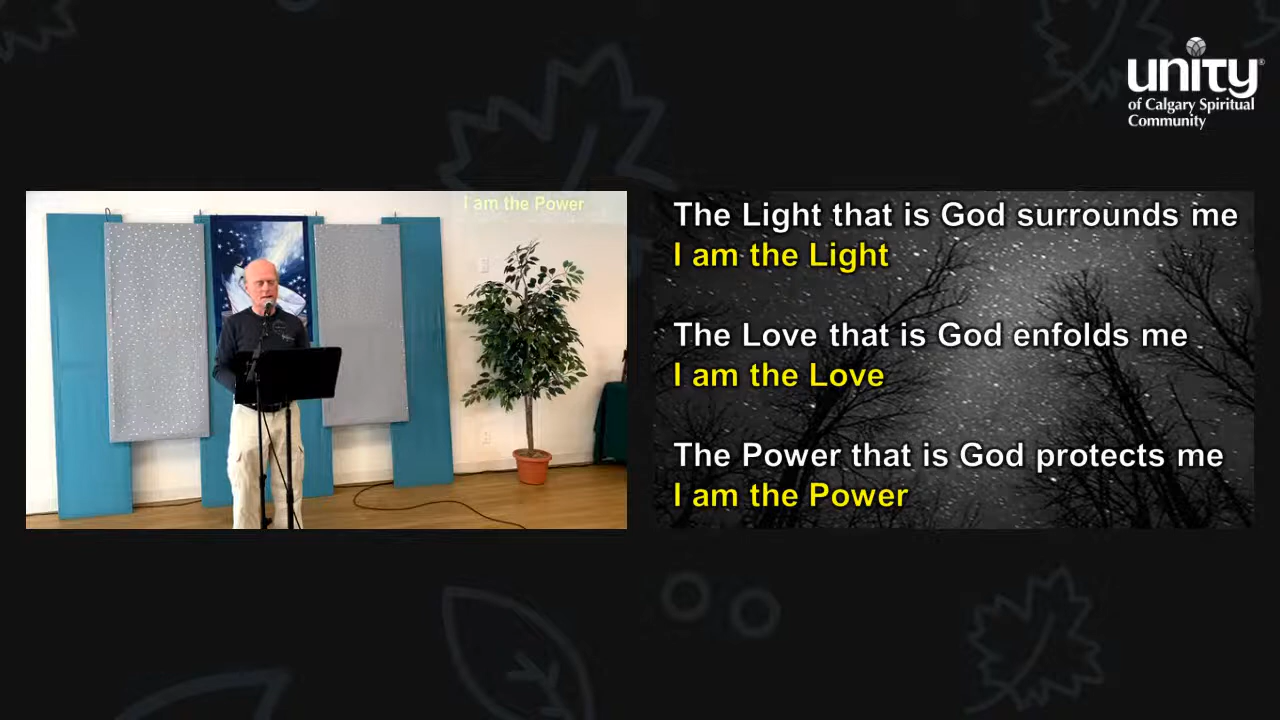 unity®
of Calgary Spiritual
Community
I am the Power
The Light that is God surrounds me
I am the Light
The Love that is God enfolds me
I am the Love
The Power that is God protects me
I am the Power